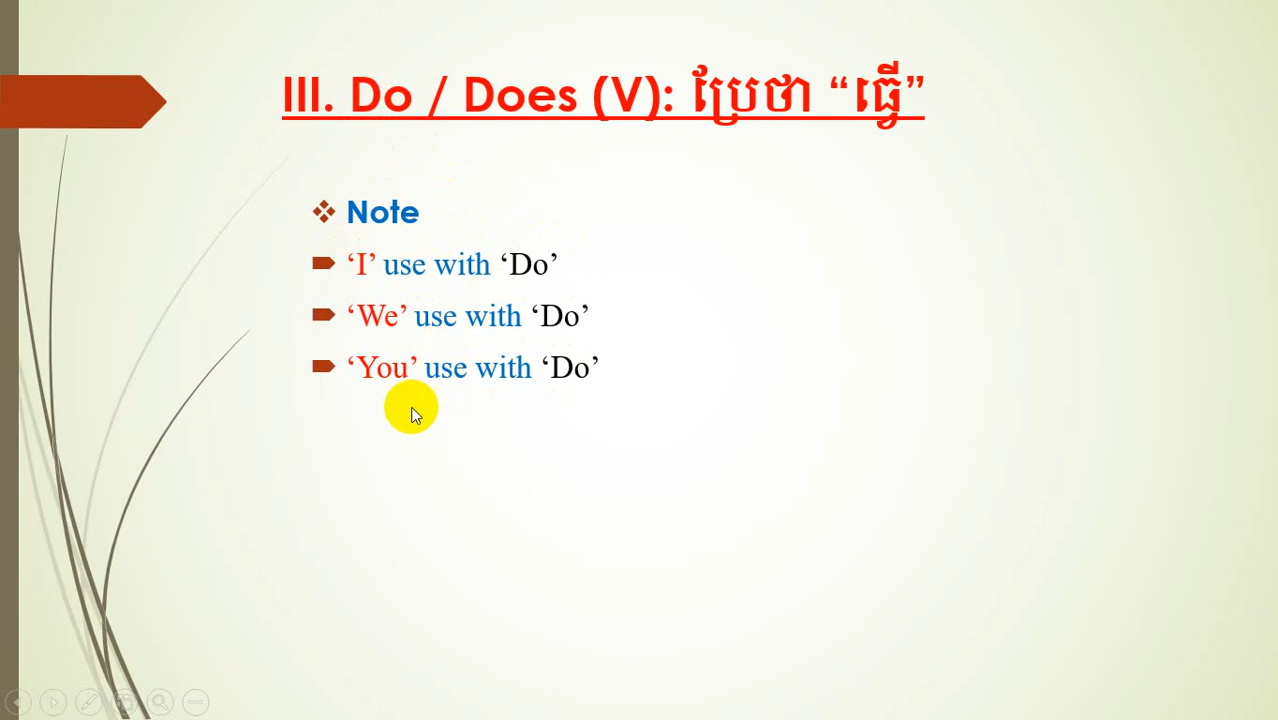 III. Do / Does (V): ប្រែថា “ធ្វើ”
Note
‘I’ use with ‘Do’
‘We’ use with ‘Do’
‘You’ use with ‘Do’